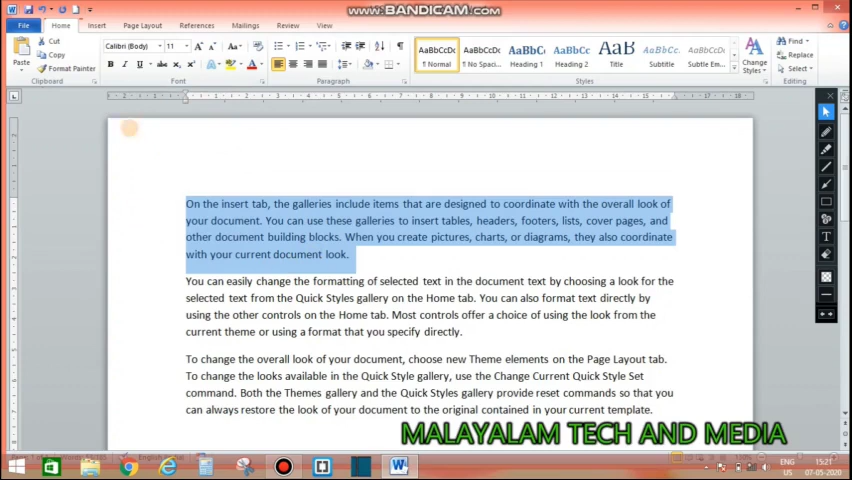 www.BANDICAM.com
File
Home
Insert
Page Layout
References
Mailings
Review
View
Cut
Copy
Format Painter
Paste
Clipboard
Calibri (Body)
11
Font
Paragraph
AaBbCcDc
¶ Normal
AaBbCcDc
¶ No Spaci...
AaBbCc
Heading 1
AaBbCc
Heading 2
AaB
Title
AaBbCc.
Subtitle
AaBbCcDc
Subtle Em...
Change
Styles
Styles
Find
Replace
Select
Editing
On the insert tab, the galleries include items that are designed to coordinate with the overall look of
your document. You can use these galleries to insert tables, headers, footers, lists, cover pages, and
other document building blocks. When you create pictures, charts, or diagrams, they also coordinate
with your current document look.
You can easily change the formatting of selected text in the document text by choosing a look for the
selected text from the Quick Styles gallery on the Home tab. You can also format text directly by
using the other controls on the Home tab. Most controls offer a choice of using the look from the
current theme or using a format that you specify directly.
To change the overall look of your document, choose new Theme elements on the Page Layout tab.
To change the looks available in the Quick Style gallery, use the Change Current Quick Style Set
command. Both the Themes gallery and the Quick Styles gallery provide reset commands so that you
can always restore the look of your document to the original contained in your current template.
MALAYALAM TECH AND MEDIA
ENG
US
15:21
07-05-2020